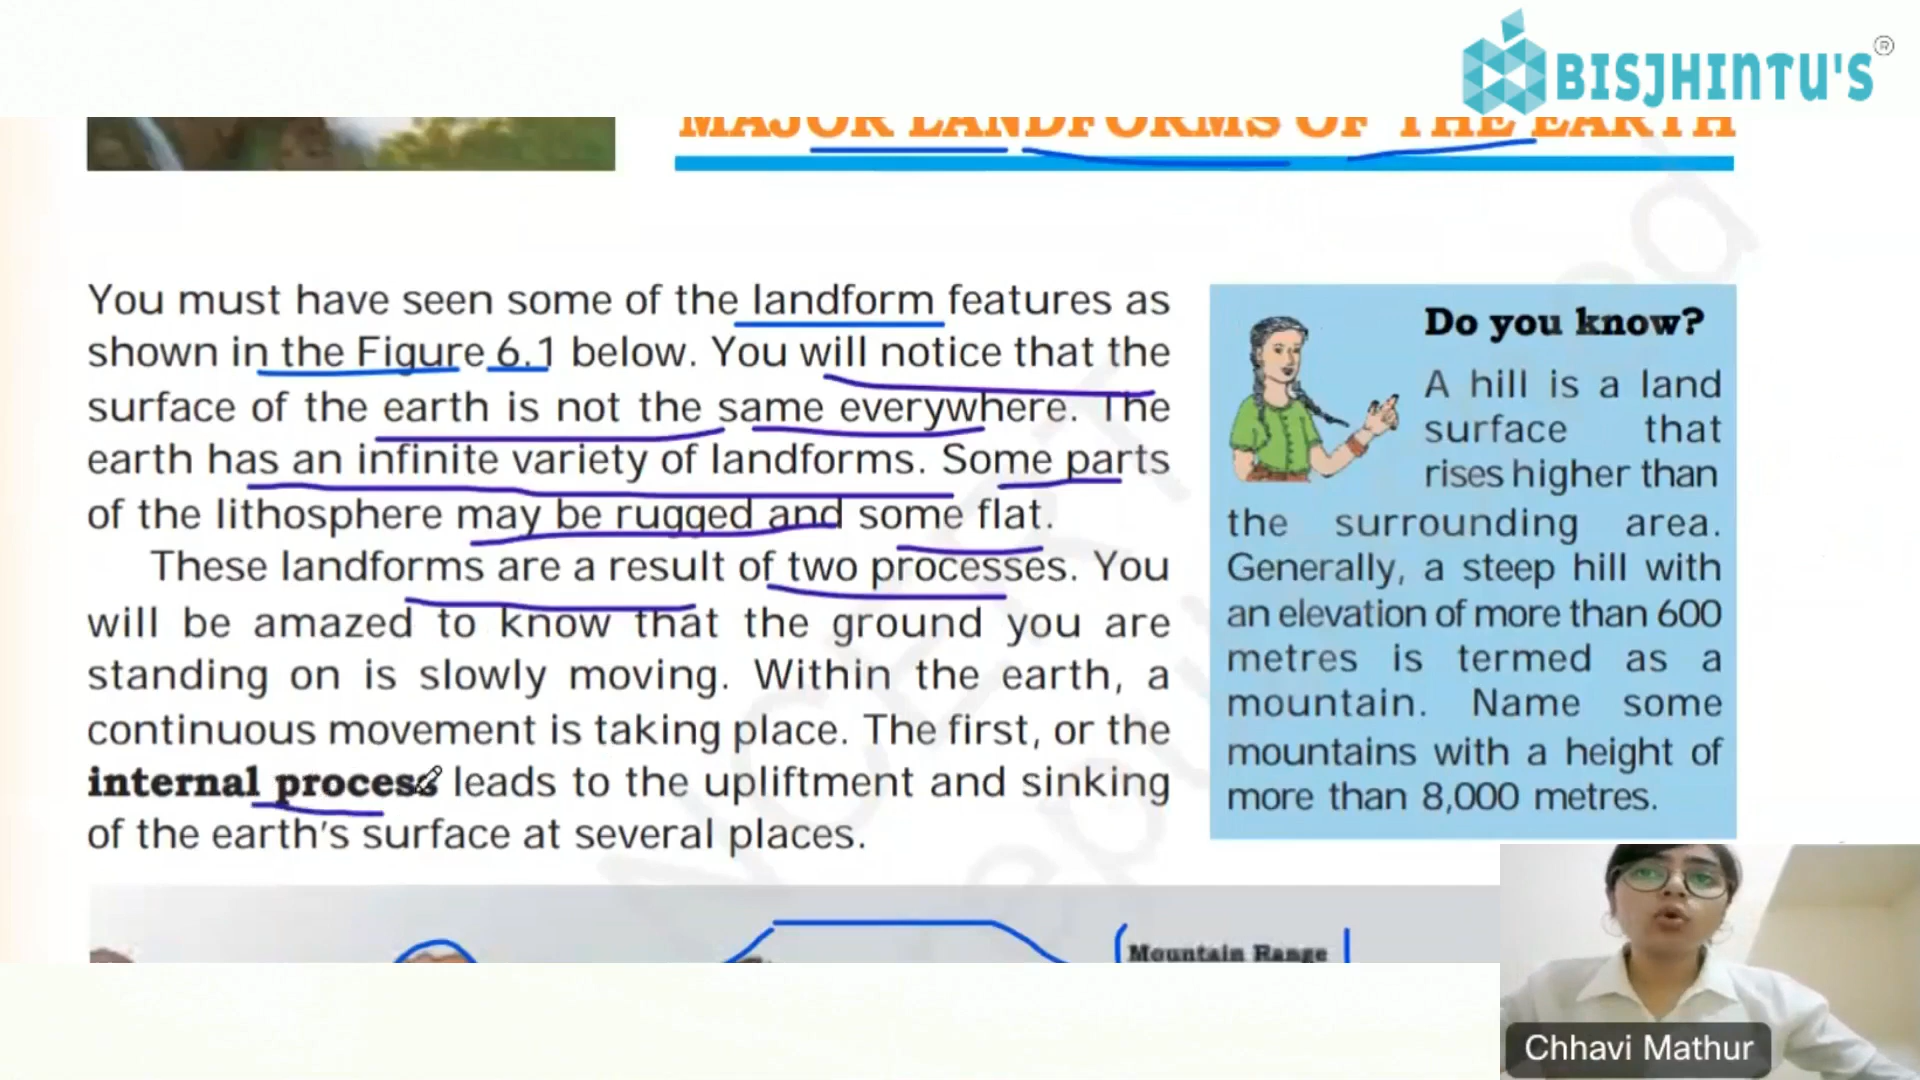 BISJHINTU'S®
MAJOR LANDFORMS OF THE EARTH
You must have seen some of the landform features as
shown in the Figure 6.1 below. You will notice that the
surface of the earth is not the same everywhere. The
earth has an infinite variety of landforms. Some parts
of the lithosphere may be rugged and some flat.
These landforms are a result of two processes. You
will be amazed to know that the ground you are
standing on is slowly moving. Within the earth, a
continuous movement is taking place. The first, or the
internal process leads to the upliftment and sinking
of the earth's surface at several places.
Do you know?
A hill is a land
surface that
rises higher than
the surrounding area.
Generally, a steep hill with
an elevation of more than 600
metres is termed as a
mountain. Name some
mountains with a height of
more than 8,000 metres.
Mountain Range
Chhavi Mathur